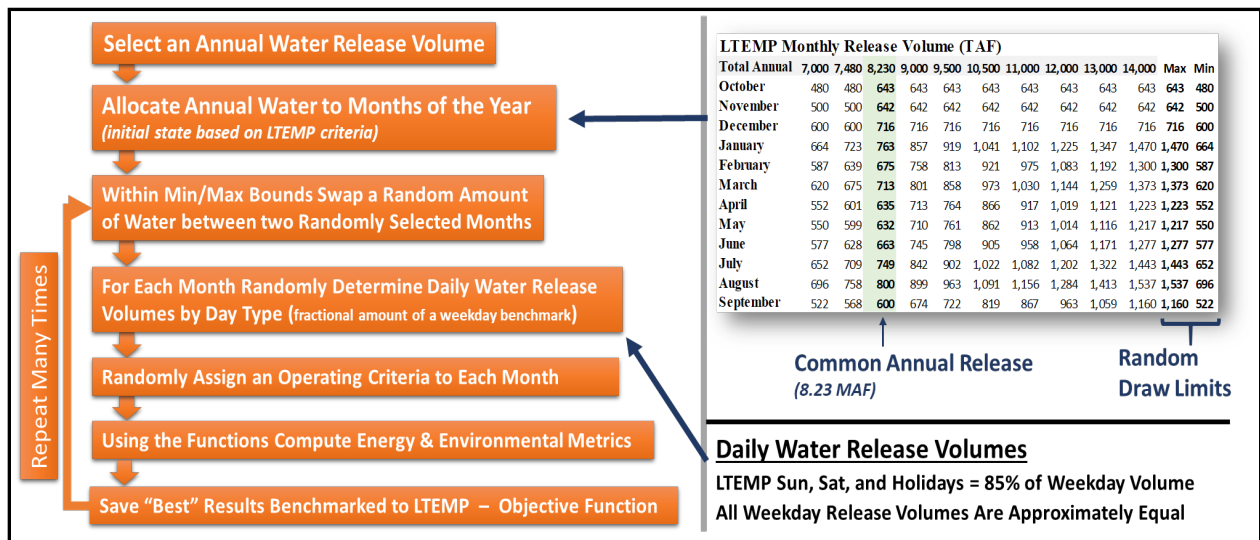 Select an Annual Water Release Volume
Allocate Annual Water to Months of the Year
(initial state based on LTEMP criteria)
Within Min/Max Bounds Swap a Random Amount
of Water between two Randomly Selected Months
For Each Month Randomly Determine Daily Water Release
Volumes by Day Type (fractional amount of a weekday benchmark)
Randomly Assign an Operating Criteria to Each Month
Using the Functions Compute Energy & Environmental Metrics
Save “Best” Results Benchmarked to LTEMP – Objective Function
Repeat Many Times
LTEMP Monthly Release Volume (TAF)
Total Annual 7,000 7,480 8,230 9,000 9,500 10,500 11,000 12,000 13,000 14,000 Max Min
October 480 480 643 643 643 643 643 643 643 643 643 480
November 500 500 642 642 642 642 642 642 642 642 642 500
December 600 600 716 716 716 716 716 716 716 716 716 600
January 664 723 763 857 919 1,041 1,102 1,225 1,347 1,470 1,470 664
February 587 639 675 758 813 921 975 1,083 1,192 1,300 1,300 587
March 620 675 713 801 858 973 1,030 1,144 1,259 1,373 1,373 620
April 552 601 635 713 764 866 917 1,019 1,121 1,223 1,223 552
May 550 599 632 710 761 862 913 1,014 1,116 1,217 1,217 550
June 577 628 663 745 798 905 958 1,064 1,171 1,277 1,277 577
July 652 709 749 842 902 1,022 1,082 1,202 1,322 1,443 1,443 652
August 696 758 800 899 963 1,091 1,156 1,284 1,413 1,537 1,537 696
September 522 568 600 674 722 819 867 963 1,059 1,160 1,160 522
Common Annual Release
(8.23 MAF)
Random
Draw Limits
Daily Water Release Volumes
LTEMP Sun, Sat, and Holidays = 85% of Weekday Volume
All Weekday Release Volumes Are Approximately Equal